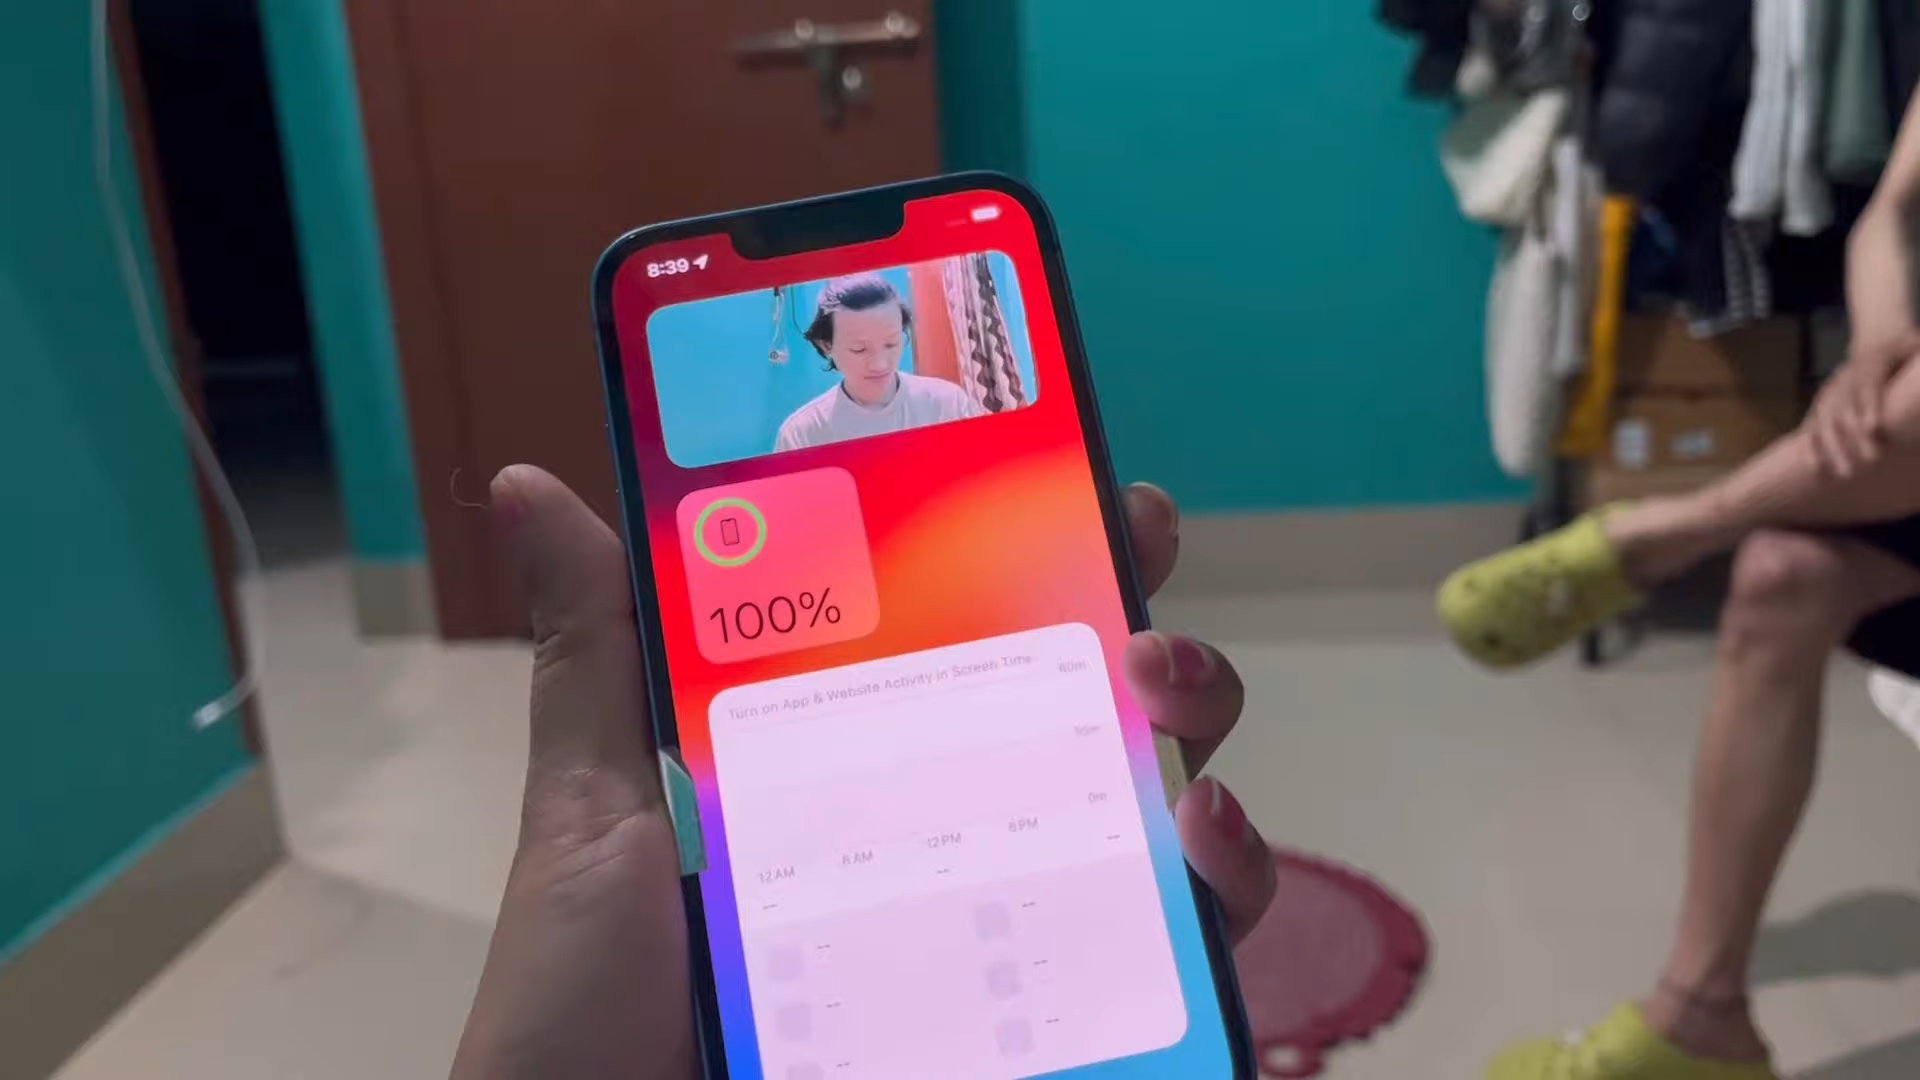 8:39
100%
Turn on App & Website Activity in Screen Time
60m
30m
0m
12 AM
6 AM
12 PM
6 PM
--
--
--
--
--
--
--
--
--
--